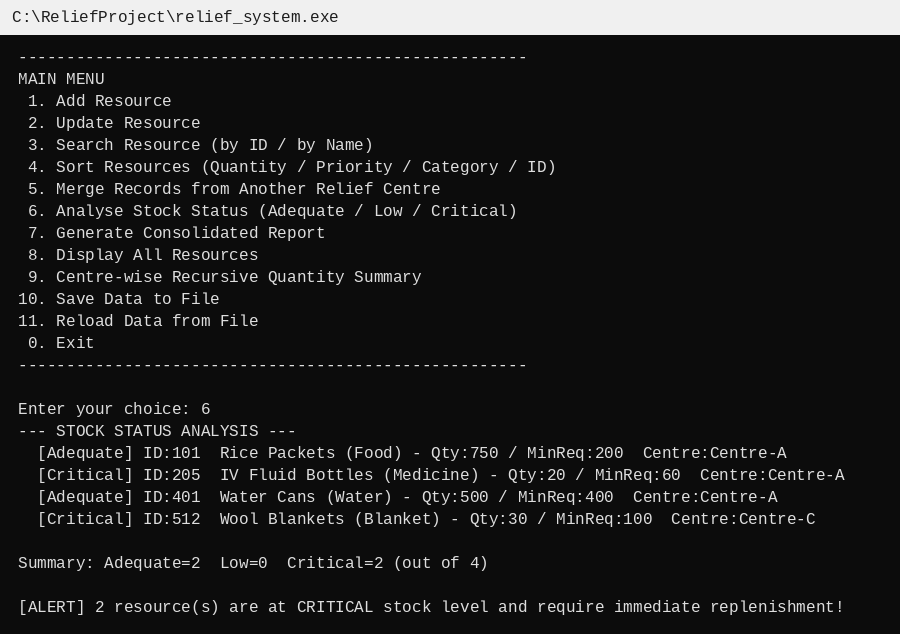 C:\ReliefProject\relief_system.exe
-----------------------------------------------------
MAIN MENU
 1. Add Resource
 2. Update Resource
 3. Search Resource (by ID / by Name)
 4. Sort Resources (Quantity / Priority / Category / ID)
 5. Merge Records from Another Relief Centre
 6. Analyse Stock Status (Adequate / Low / Critical)
 7. Generate Consolidated Report
 8. Display All Resources
 9. Centre-wise Recursive Quantity Summary
10. Save Data to File
11. Reload Data from File
 0. Exit
-----------------------------------------------------
Enter your choice: 6
--- STOCK STATUS ANALYSIS ---
  [Adequate] ID:101  Rice Packets (Food) - Qty:750 / MinReq:200  Centre:Centre-A
  [Critical] ID:205  IV Fluid Bottles (Medicine) - Qty:20 / MinReq:60  Centre:Centre-A
  [Adequate] ID:401  Water Cans (Water) - Qty:500 / MinReq:400  Centre:Centre-A
  [Critical] ID:512  Wool Blankets (Blanket) - Qty:30 / MinReq:100  Centre:Centre-C
Summary: Adequate=2  Low=0  Critical=2 (out of 4)
[ALERT] 2 resource(s) are at CRITICAL stock level and require immediate replenishment!